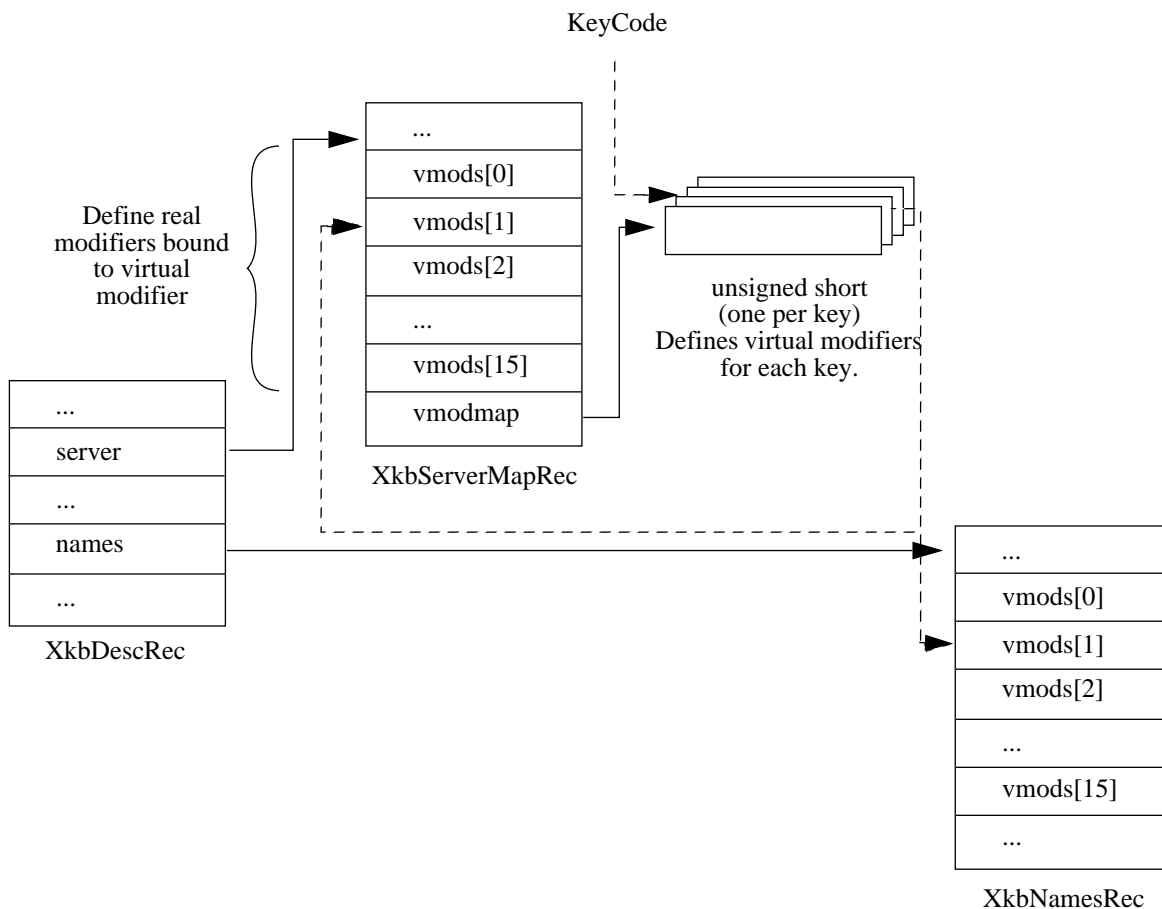 KeyCode
...
vmods[0]
vmods[1]
vmods[2]
...
vmods[15]
vmodmap
XkbServerMapRec
Define real
modifiers bound
to virtual
modifier
unsigned short
(one per key)
Defines virtual modifiers
for each key.
...
server
...
names
...
XkbDescRec
...
vmods[0]
vmods[1]
vmods[2]
...
vmods[15]
...
XkbNamesRec